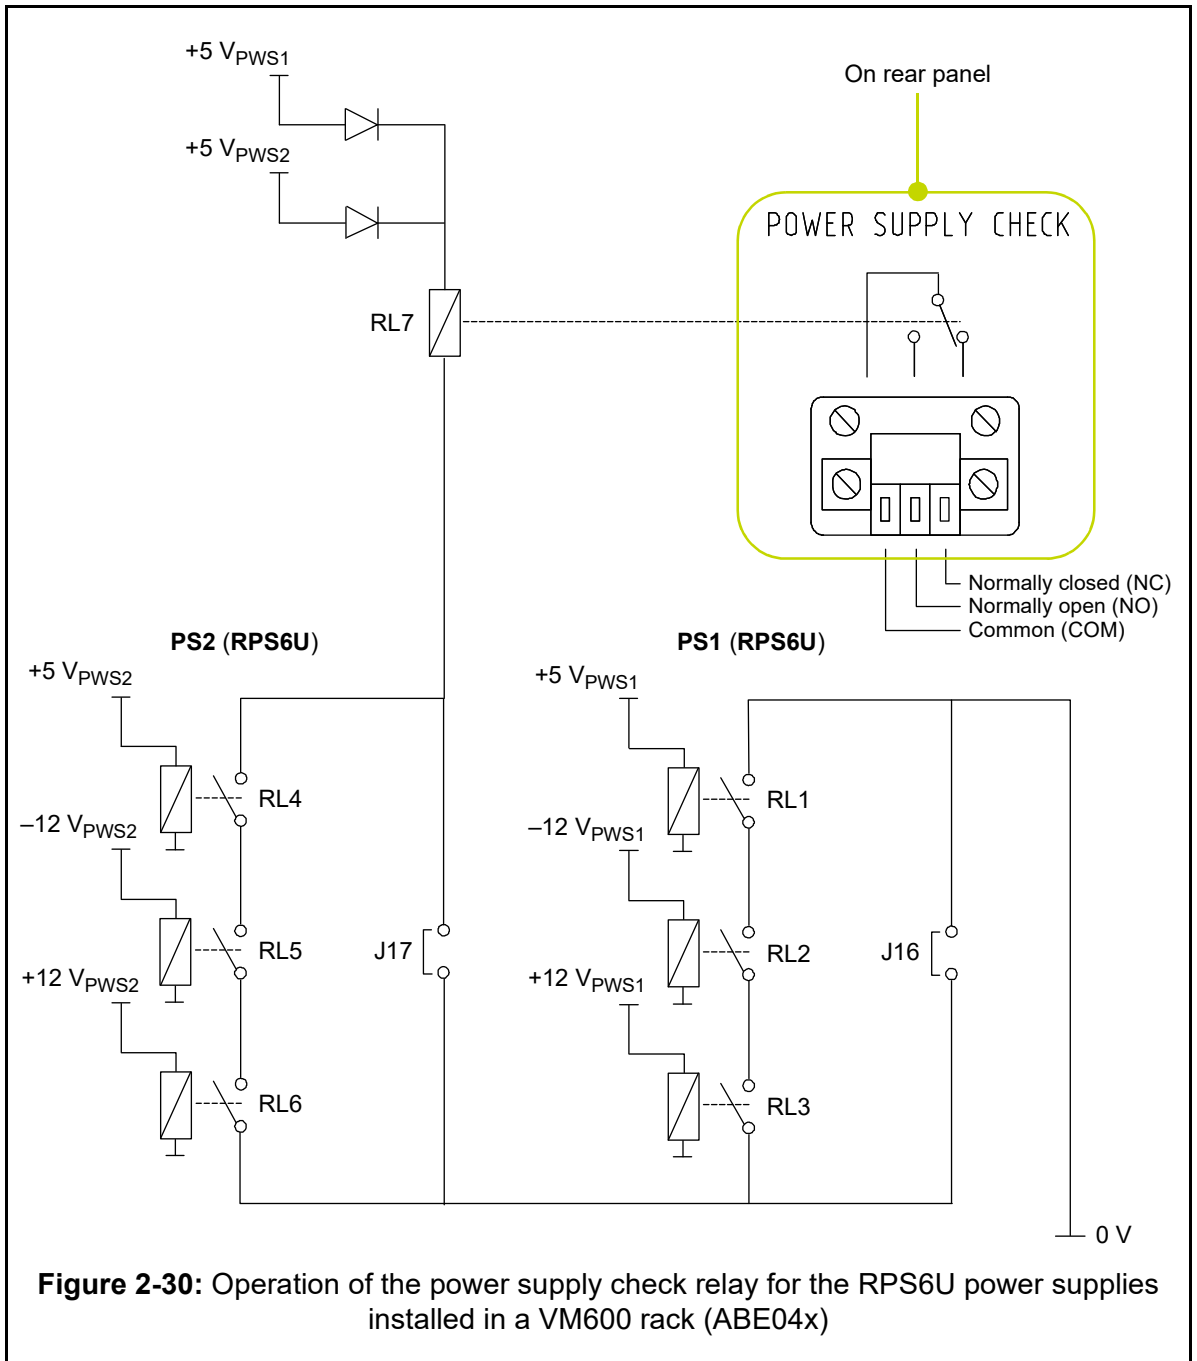 +5 VPWS1
On rear panel
+5 VPWS2
POWER SUPPLY CHECK
RL7
Normally closed (NC)
Normally open (NO)
Common (COM)
PS2 (RPS6U)
PS1 (RPS6U)
+5 VPWS2
+5 VPWS1
RL4
RL1
–12 VPWS2
–12 VPWS1
RL5
J17
RL2
J16
+12 VPWS2
+12 VPWS1
RL6
RL3
0 V
Figure 2-30: Operation of the power supply check relay for the RPS6U power supplies
installed in a VM600 rack (ABE04x)